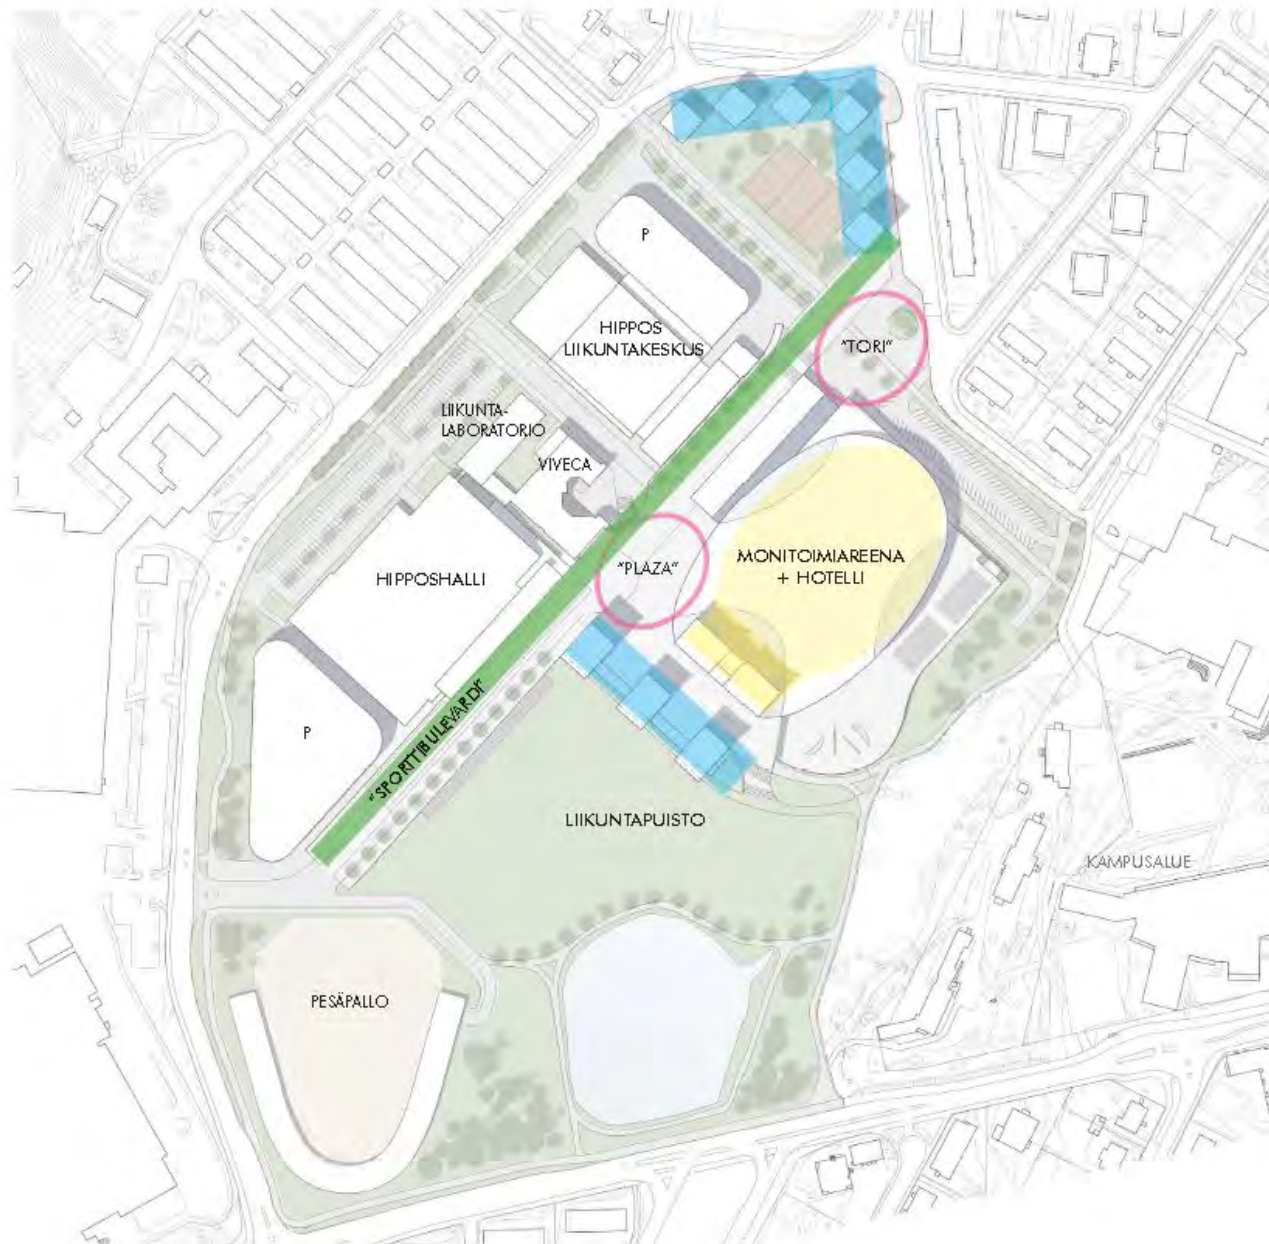 P
HIPPOS
LIIKUNTAKESKUS
"TORI"
LIIKUNTA-
LABORATORIO
VIVECA
HIPPOSHALLI
"PLAZA"
MONITOIMIAREENA
+ HOTELLI
P
"SPORTTIBULEVARDI"
LIIKUNTAPUISTO
KAMPUSALUE
PESÄPALLO